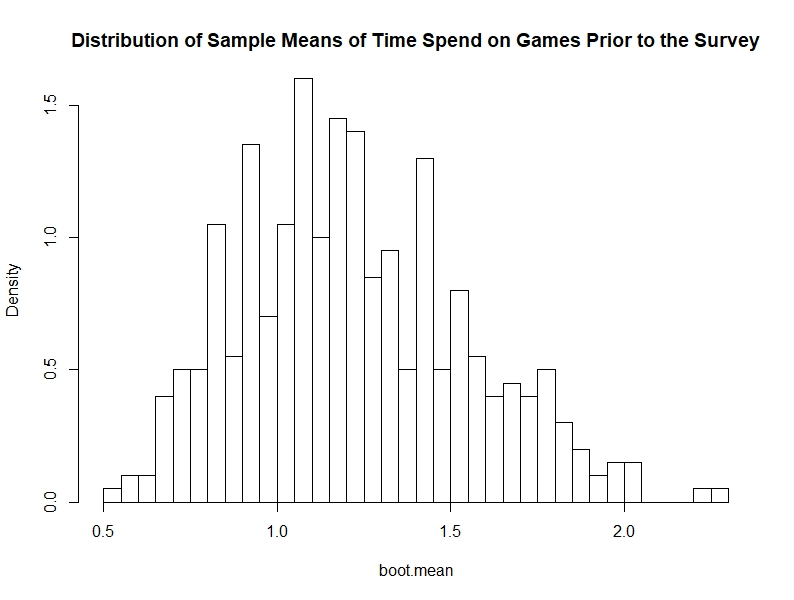 Distribution of Sample Means of Time Spend on Games Prior to the Survey
1.5
1.0
0.5
0.0
Density
0.5 1.0 1.5 2.0
boot.mean